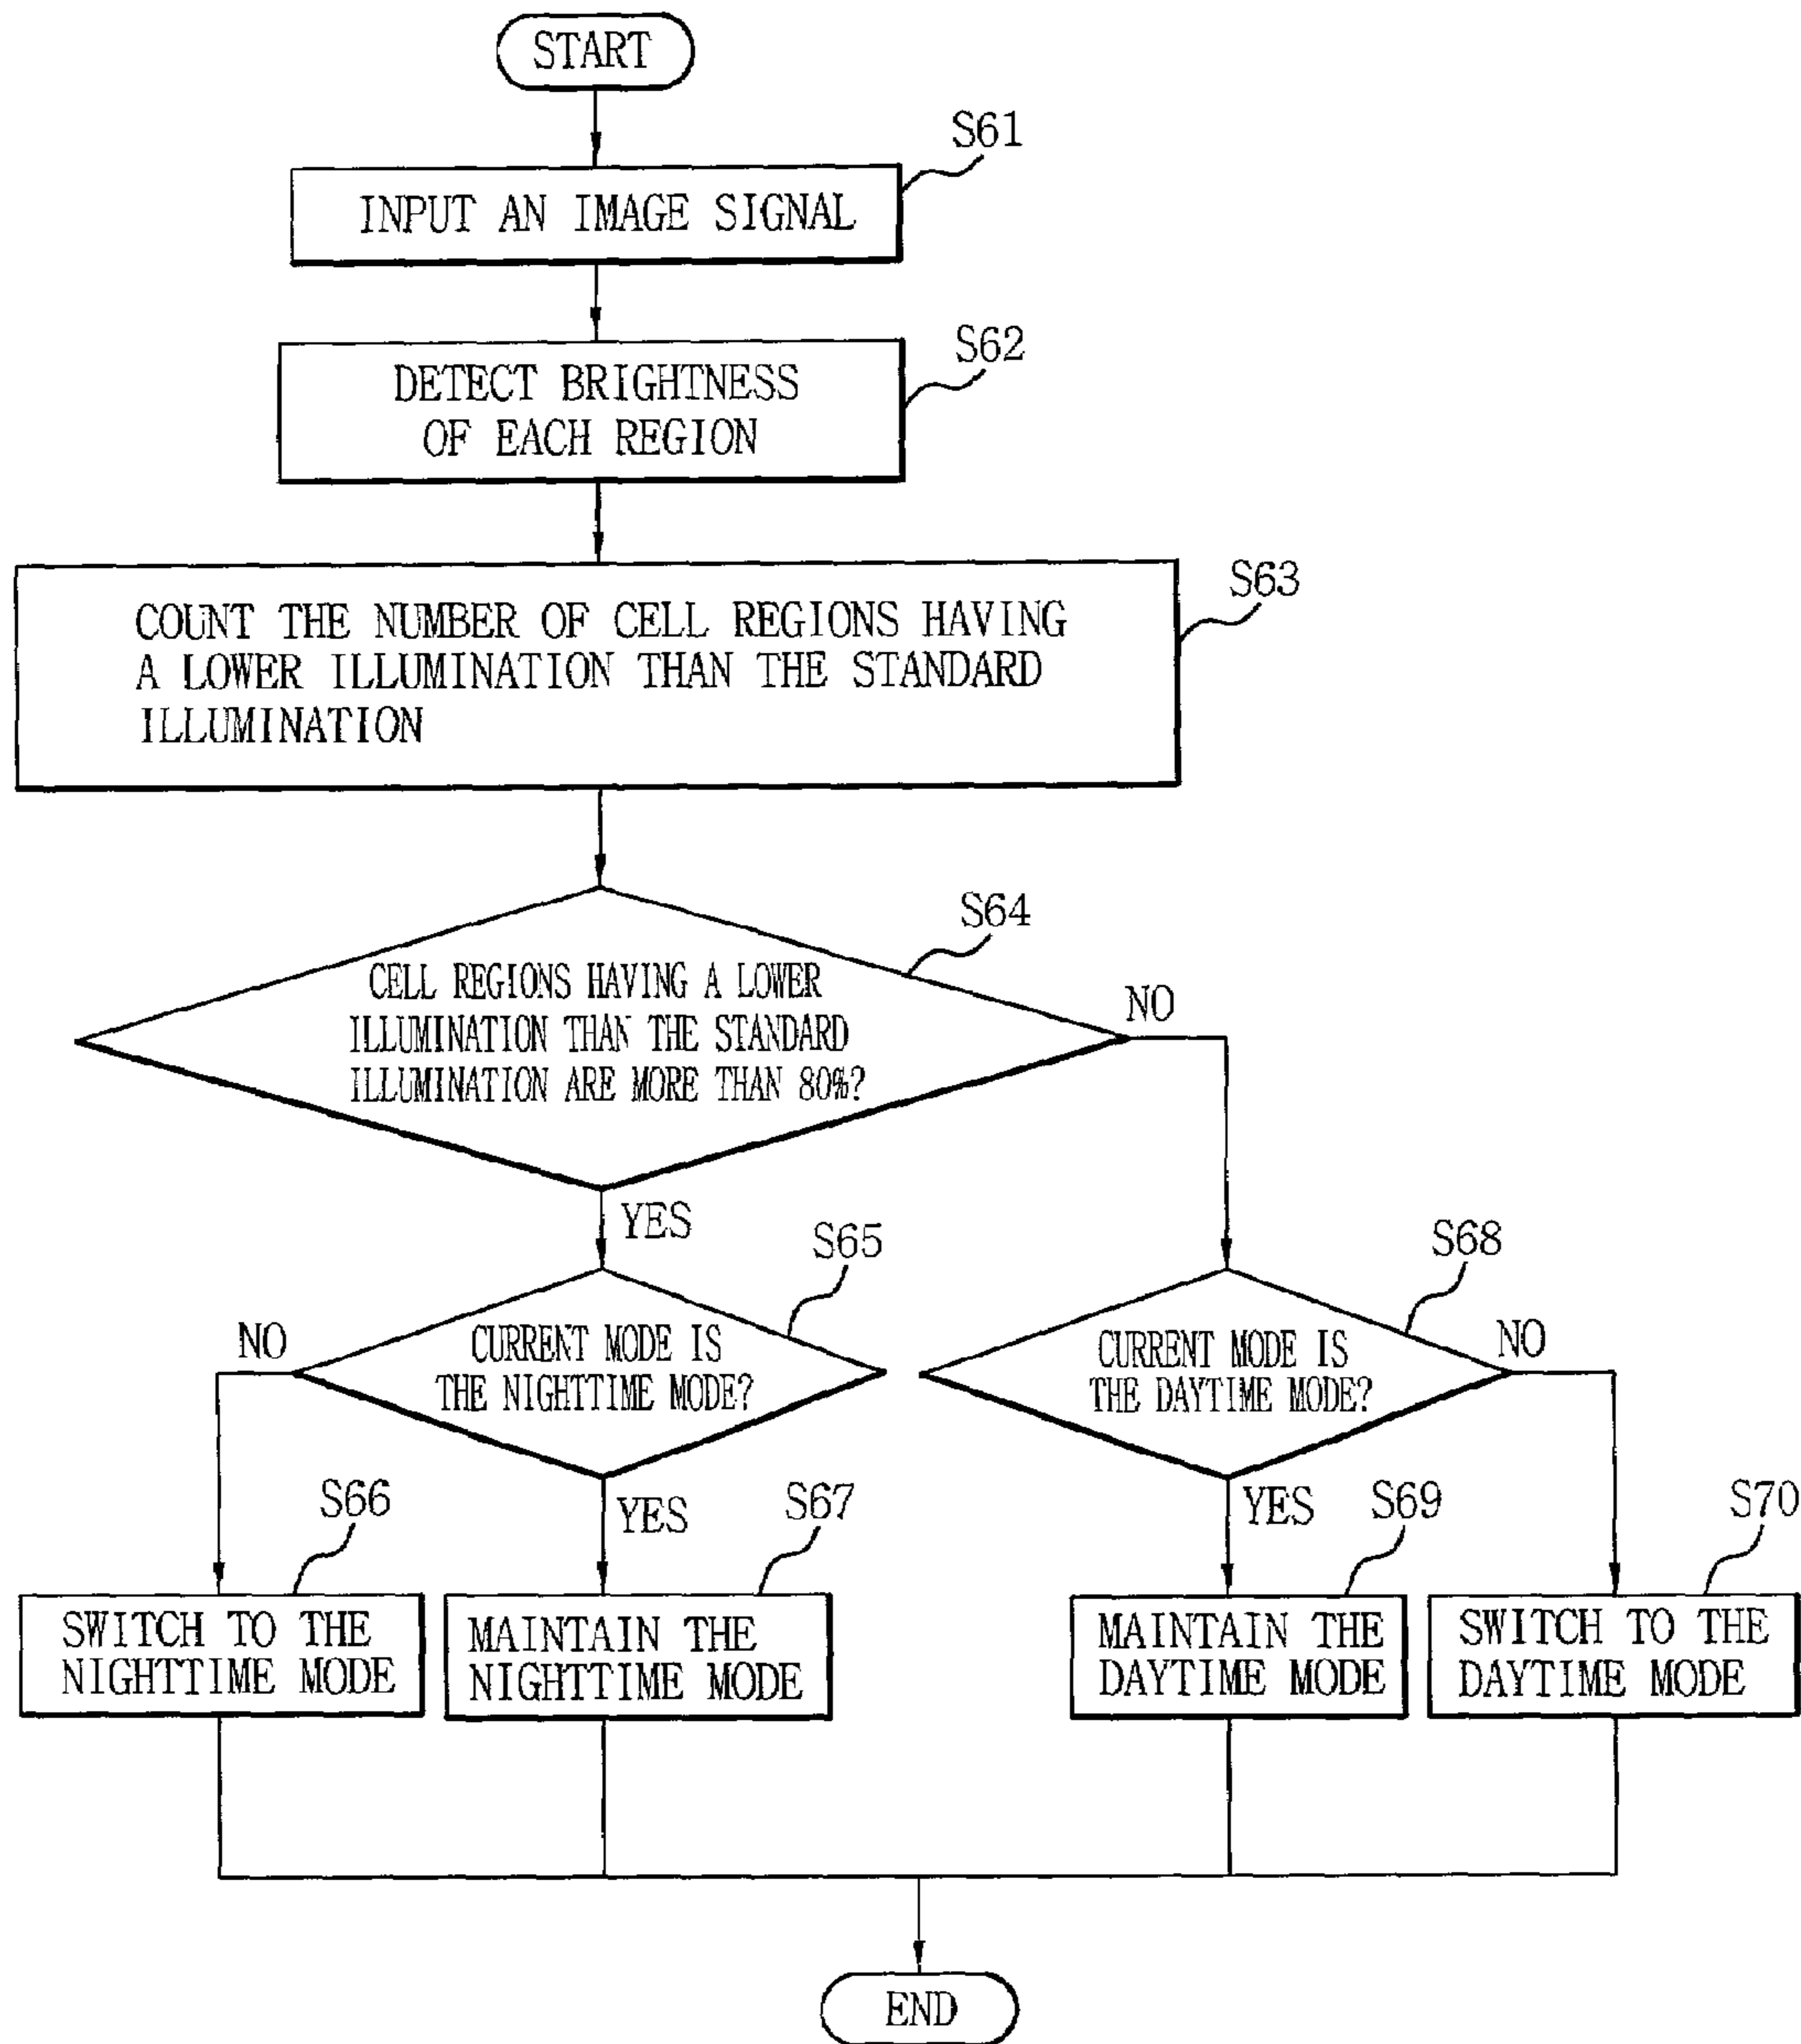 START
S61
INPUT AN IMAGE SIGNAL
S62
DETECT BRIGHTNESS
OF EACH REGION
S63
COUNT THE NUMBER OF CELL REGIONS HAVING
A LOWER ILLUMINATION THAN THE STANDARD
ILLUMINATION
S64
CELL REGIONS HAVING A LOWER
ILLUMINATION THAN THE STANDARD
ILLUMINATION ARE MORE THAN 80%?
NO
YES
S65
S68
NO
CURRENT MODE IS
THE NIGHTTIME MODE?
CURRENT MODE IS
THE DAYTIME MODE?
NO
S66
YES
S67
YES
S69
S70
SWITCH TO THE
NIGHTTIME MODE
MAINTAIN THE
NIGHTTIME MODE
MAINTAIN THE
DAYTIME MODE
SWITCH TO THE
DAYTIME MODE
END